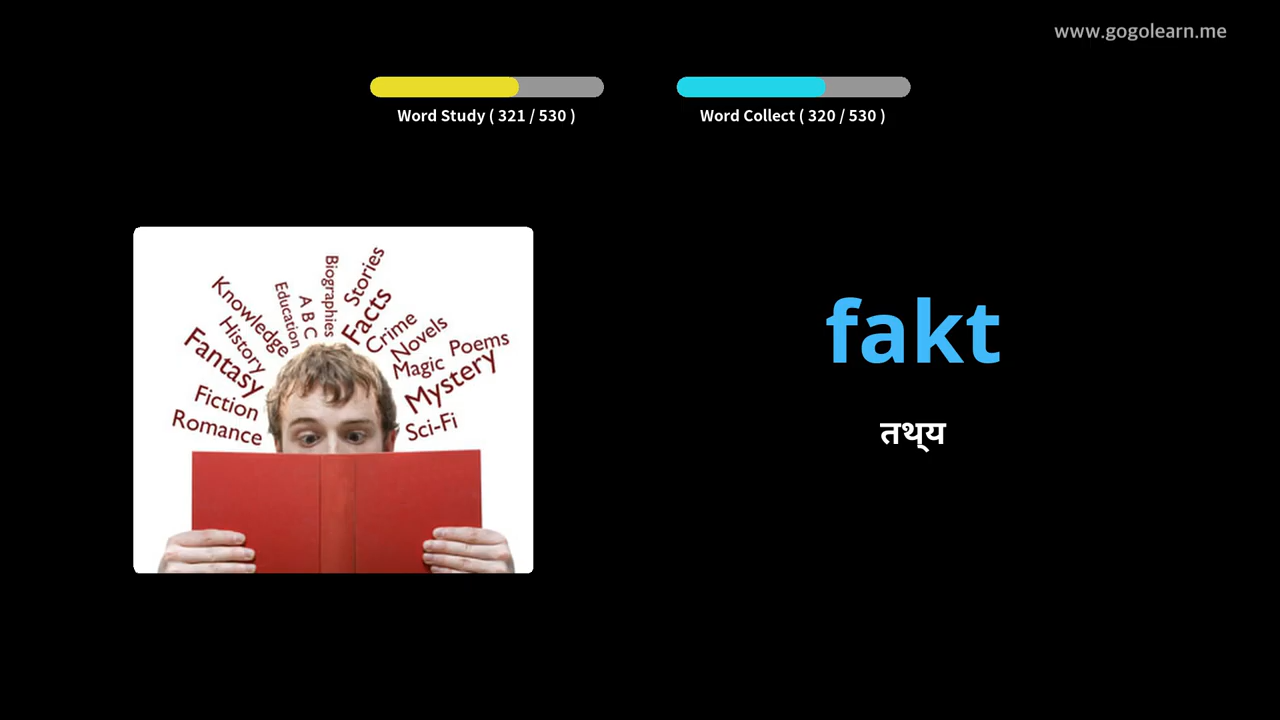 www.gogolearn.me
Word Study ( 321 / 530 )
Word Collect ( 320 / 530 )
Knowledge
Education
A B C
Biographies
Stories
Facts
History
Crime
Novels
Fantasy
Magic
Poems
Fiction
Mystery
Romance
Sci-Fi
fakt
तथ्य